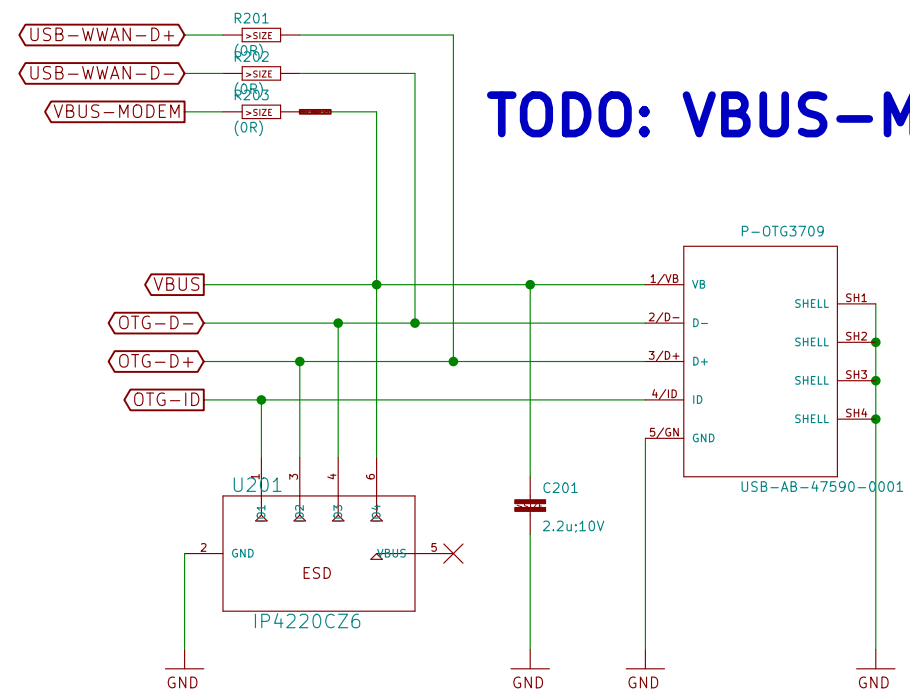 R201
USB-WWAN-D+
>SIZE
(0R)
R202
USB-WWAN-D-
>SIZE
(0R)
R203
VBUS-MODEM
>SIZE
(0R)
TODO: VBUS-M
P-OTG3709
VBUS
1/VB
VB
SHELL
SH1
OTG-D-
2/D-
D-
SHELL
SH2
OTG-D+
3/D+
D+
SHELL
SH3
OTG-ID
4/ID
ID
SHELL
SH4
5/GN
GND
USB-AB-47590-0001
U201
1
3
4
6
D1
D2
D3
D4
2
GND
VBUS
5
ESD
IP4220CZ6
C201
2.2u;10V
GND
GND
GND
GND